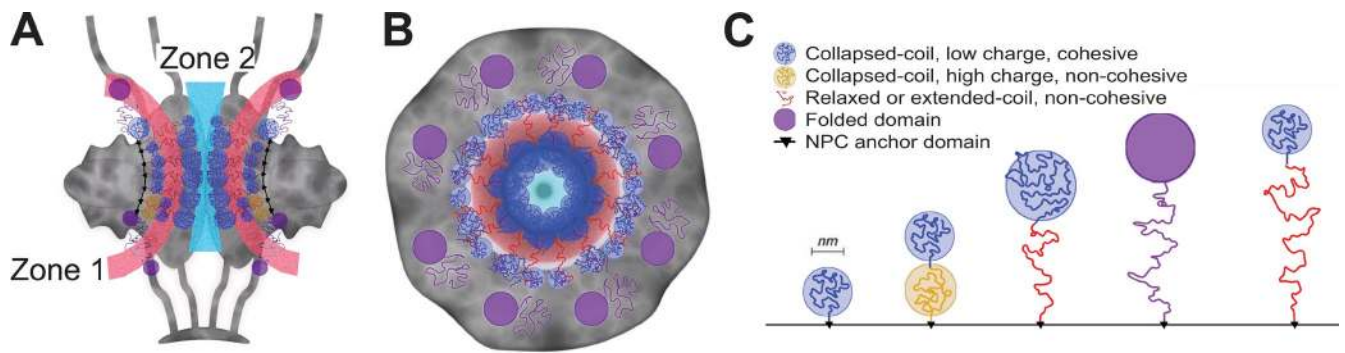 A
Zone 2
Zone 1
B
C
Collapsed-coil, low charge, cohesive
Collapsed-coil, high charge, non-cohesive
Relaxed or extended-coil, non-cohesive
Folded domain
NPC anchor domain
nm